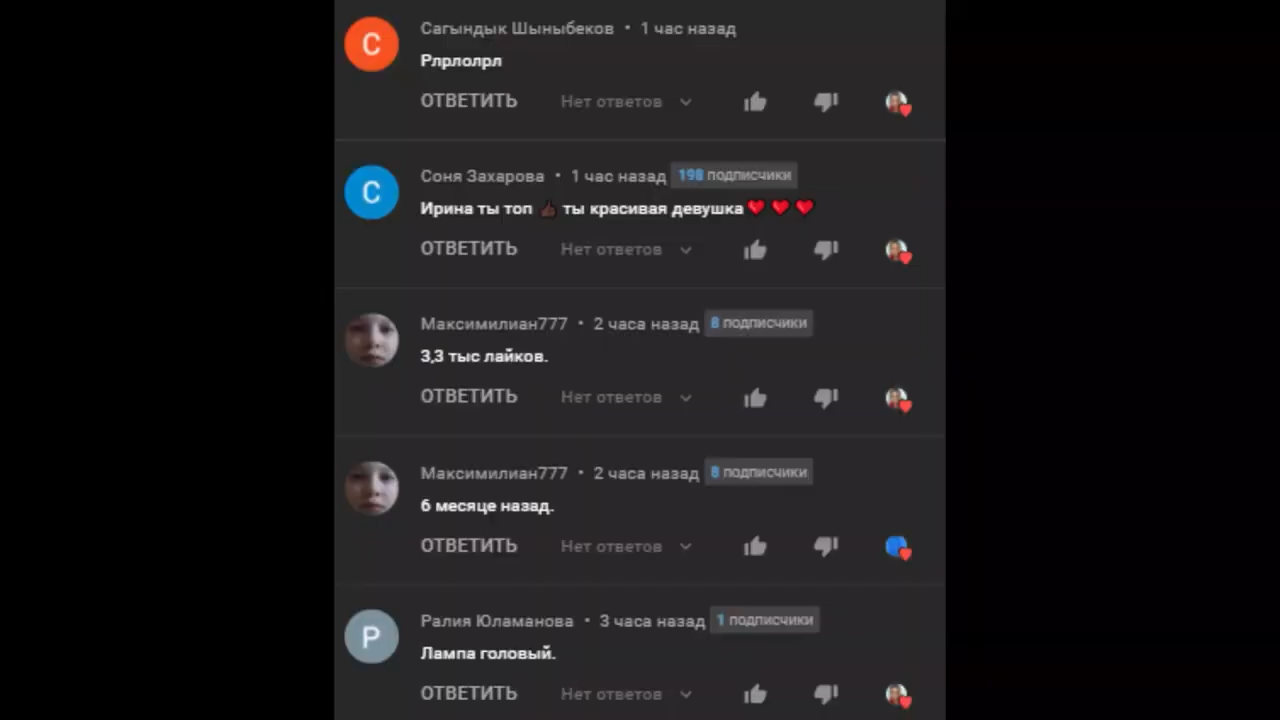 С
Сагындык Шыныбеков • 1 час назад
Рлрлолрл
ОТВЕТИТЬ Нет ответов
С
Соня Захарова • 1 час назад 198 подписчики
Ирина ты топ 👍🏿 ты красивая девушка❤️ ❤️ ❤️
ОТВЕТИТЬ Нет ответов
Максимилиан777 • 2 часа назад 8 подписчики
3,3 тыс лайков.
ОТВЕТИТЬ Нет ответов
Максимилиан777 • 2 часа назад 8 подписчики
6 месяце назад.
ОТВЕТИТЬ Нет ответов
Р
Ралия Юламанова • 3 часа назад 1 подписчики
Лампа головый.
ОТВЕТИТЬ Нет ответов